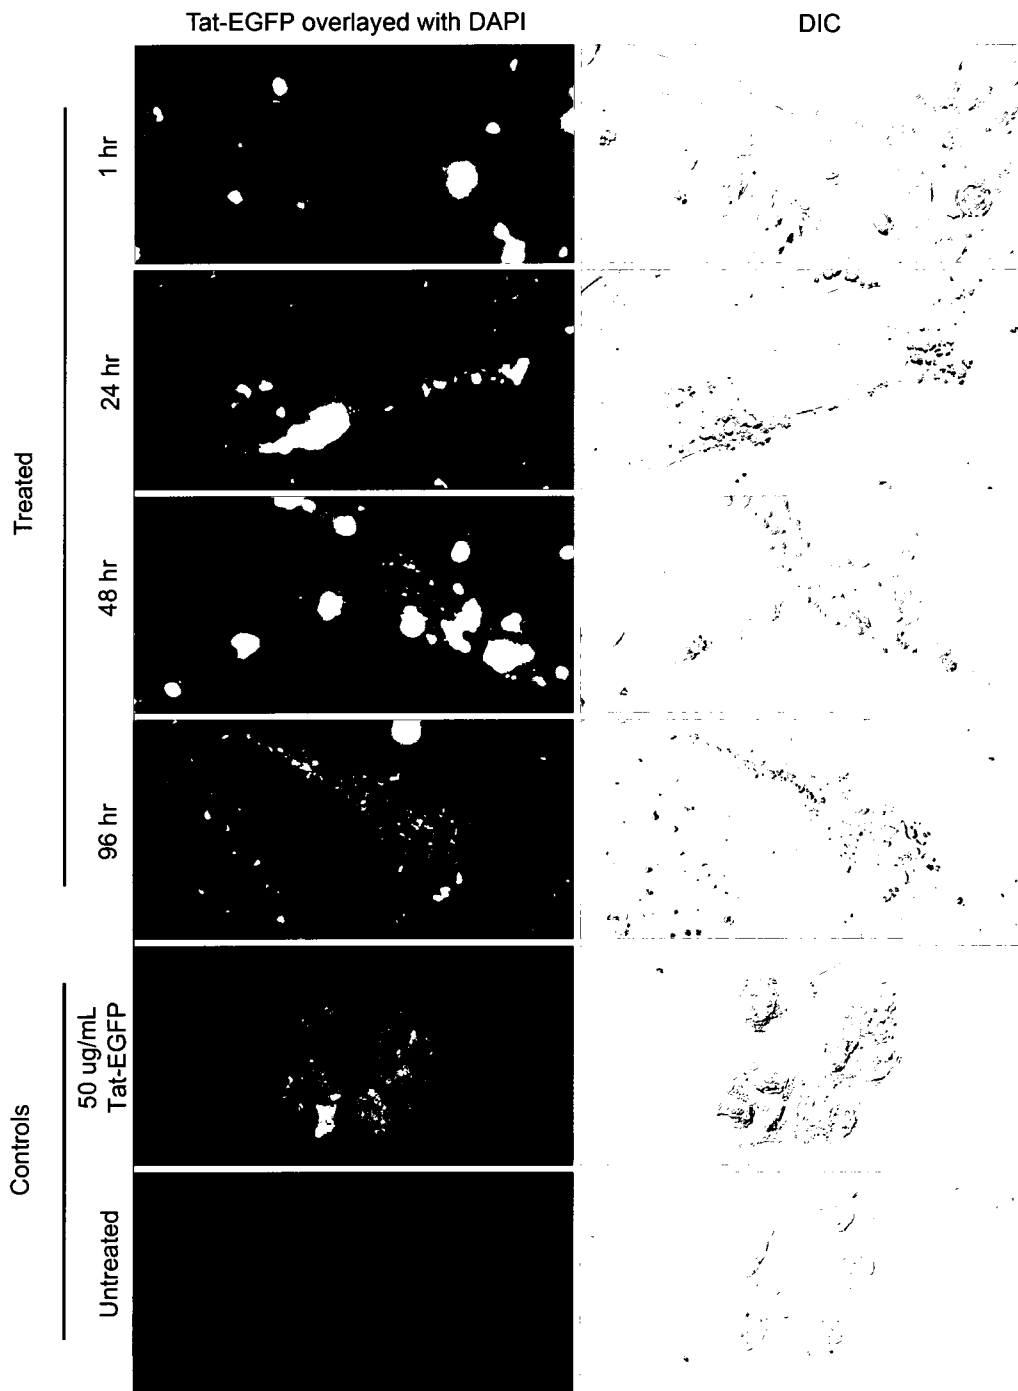 Tat-EGFP overlayed with DAPI
DIC
Treated
1 hr
24 hr
48 hr
96 hr
Controls
50 ug/mL
Tat-EGFP
Untreated